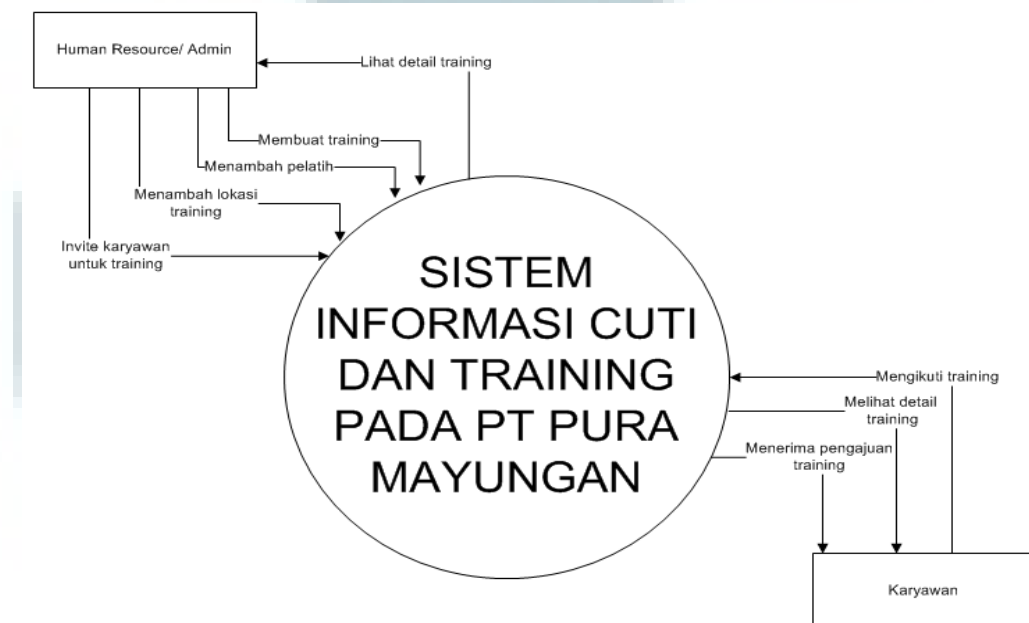 Human Resource/ Admin
Lihat detail training
Membuat training
Menambah pelatih
Menambah lokasi
training
Invite karyawan
untuk training
SISTEM
INFORMASI CUTI
DAN TRAINING
PADA PT PURA
MAYUNGAN
Mengikuti training
Melihat detail
training
Menerima pengajuan
training
Karyawan